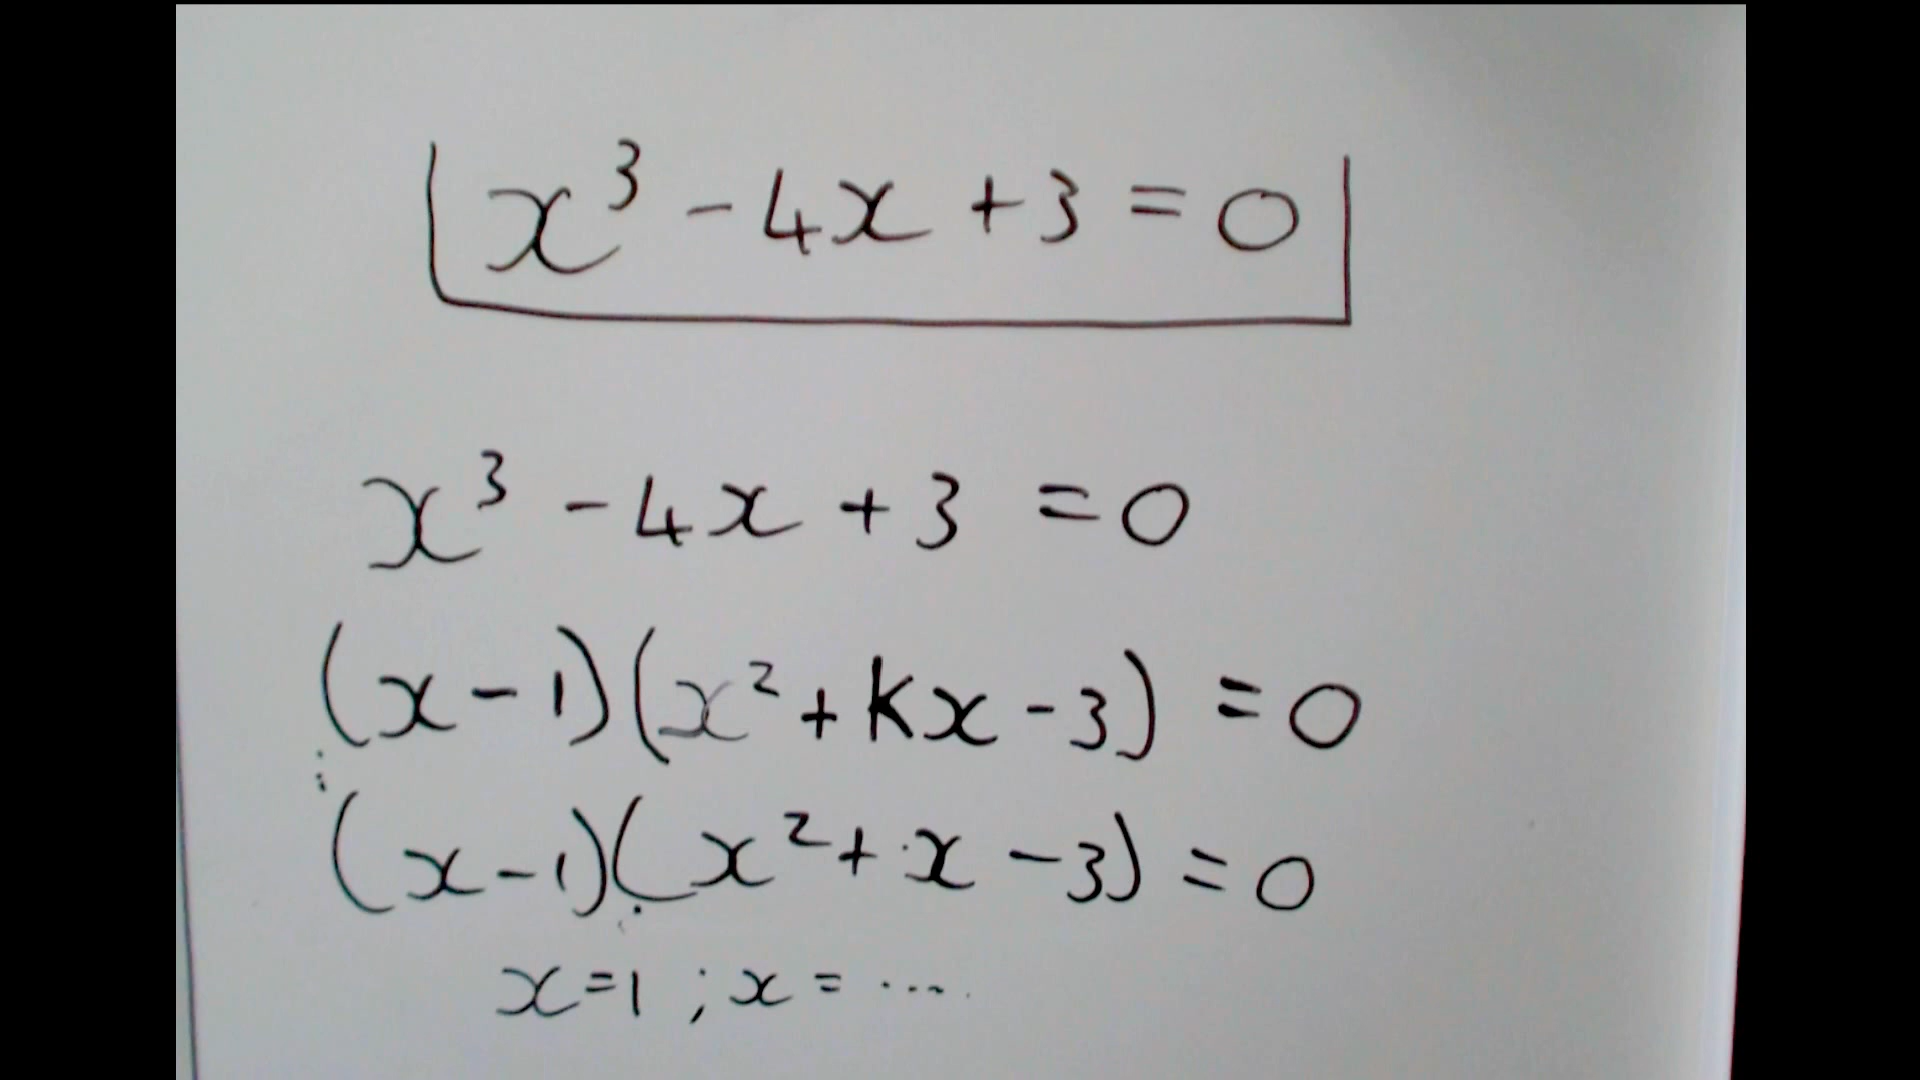 x³ - 4x + 3 = 0
x³ - 4x + 3 = 0
(x - 1)(x² + kx - 3) = 0
(x - 1)(x² + x - 3) = 0
x = 1 ; x = ....